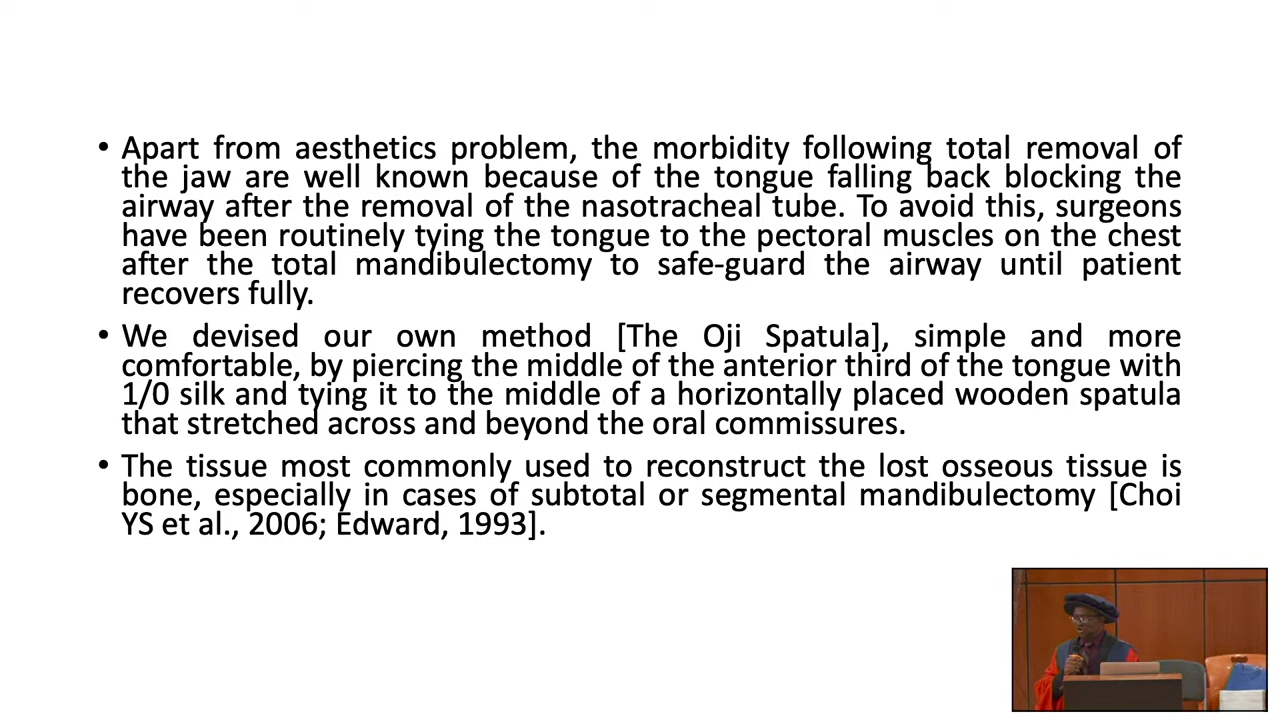 • Apart from aesthetics problem, the morbidity following total removal of
the jaw are well known because of the tongue falling back blocking the
airway after the removal of the nasotracheal tube. To avoid this, surgeons
have been routinely tying the tongue to the pectoral muscles on the chest
after the total mandibulectomy to safe-guard the airway until patient
recovers fully.
• We devised our own method [The Oji Spatula], simple and more
comfortable, by piercing the middle of the anterior third of the tongue with
1/0 silk and tying it to the middle of a horizontally placed wooden spatula
that stretched across and beyond the oral commissures.
• The tissue most commonly used to reconstruct the lost osseous tissue is
bone, especially in cases of subtotal or segmental mandibulectomy [Choi
YS et al., 2006; Edward, 1993].